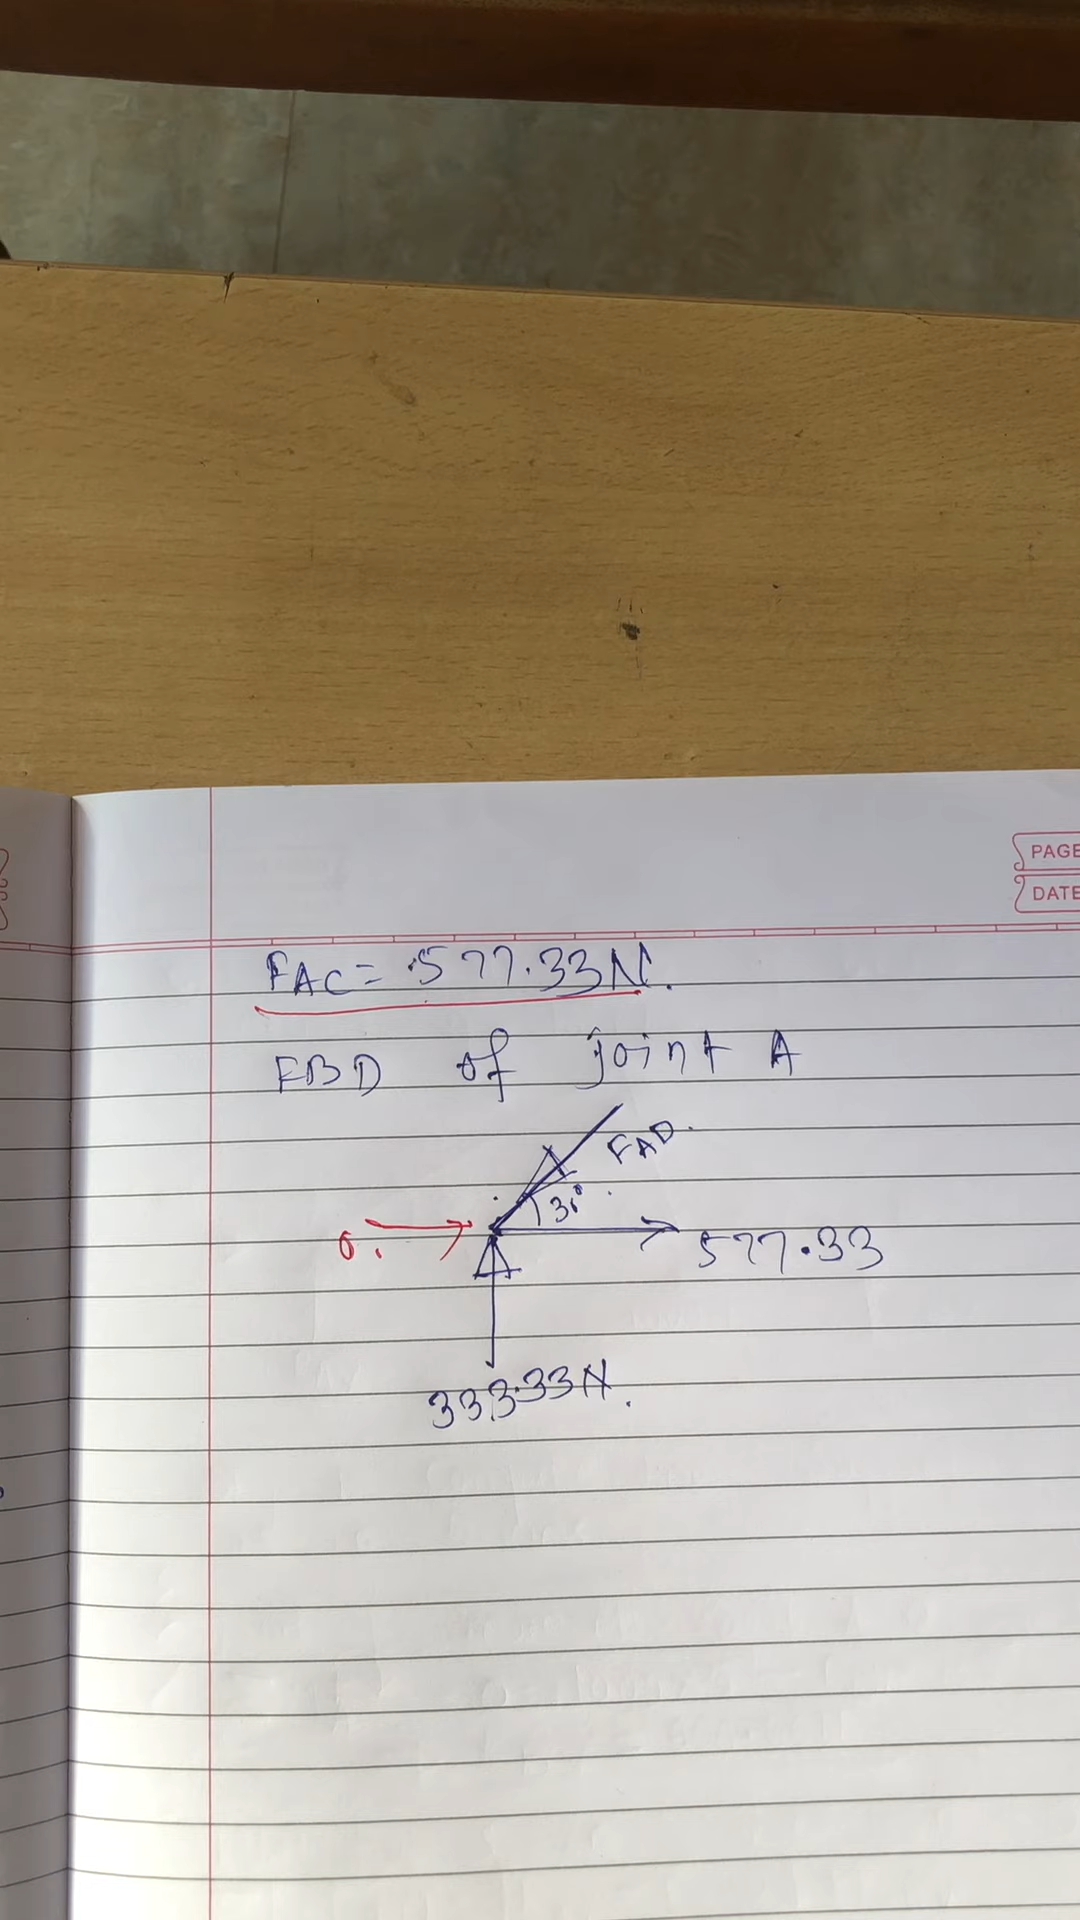 PAGE
DATE
FAC = 577.33N.
FBD of joint A
FAD.
30°
0.
577.33
333.33N.